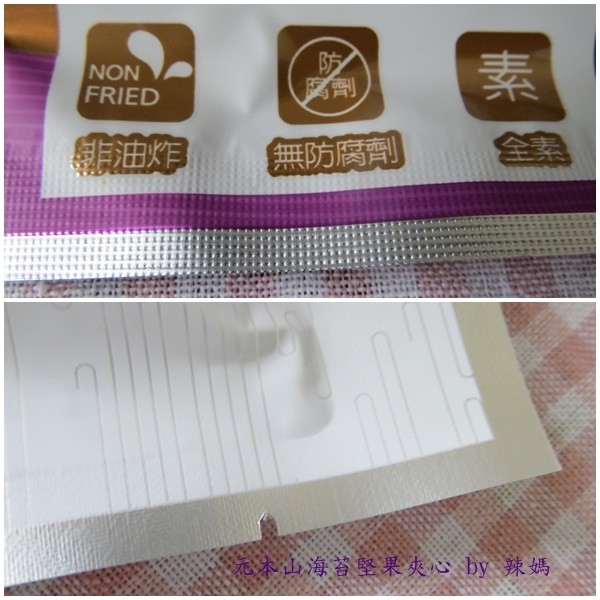 NON
FRIED
防
腐劑
素
非油炸
無防腐劑
全素
元本山海苔堅果夾心 by 辣媽